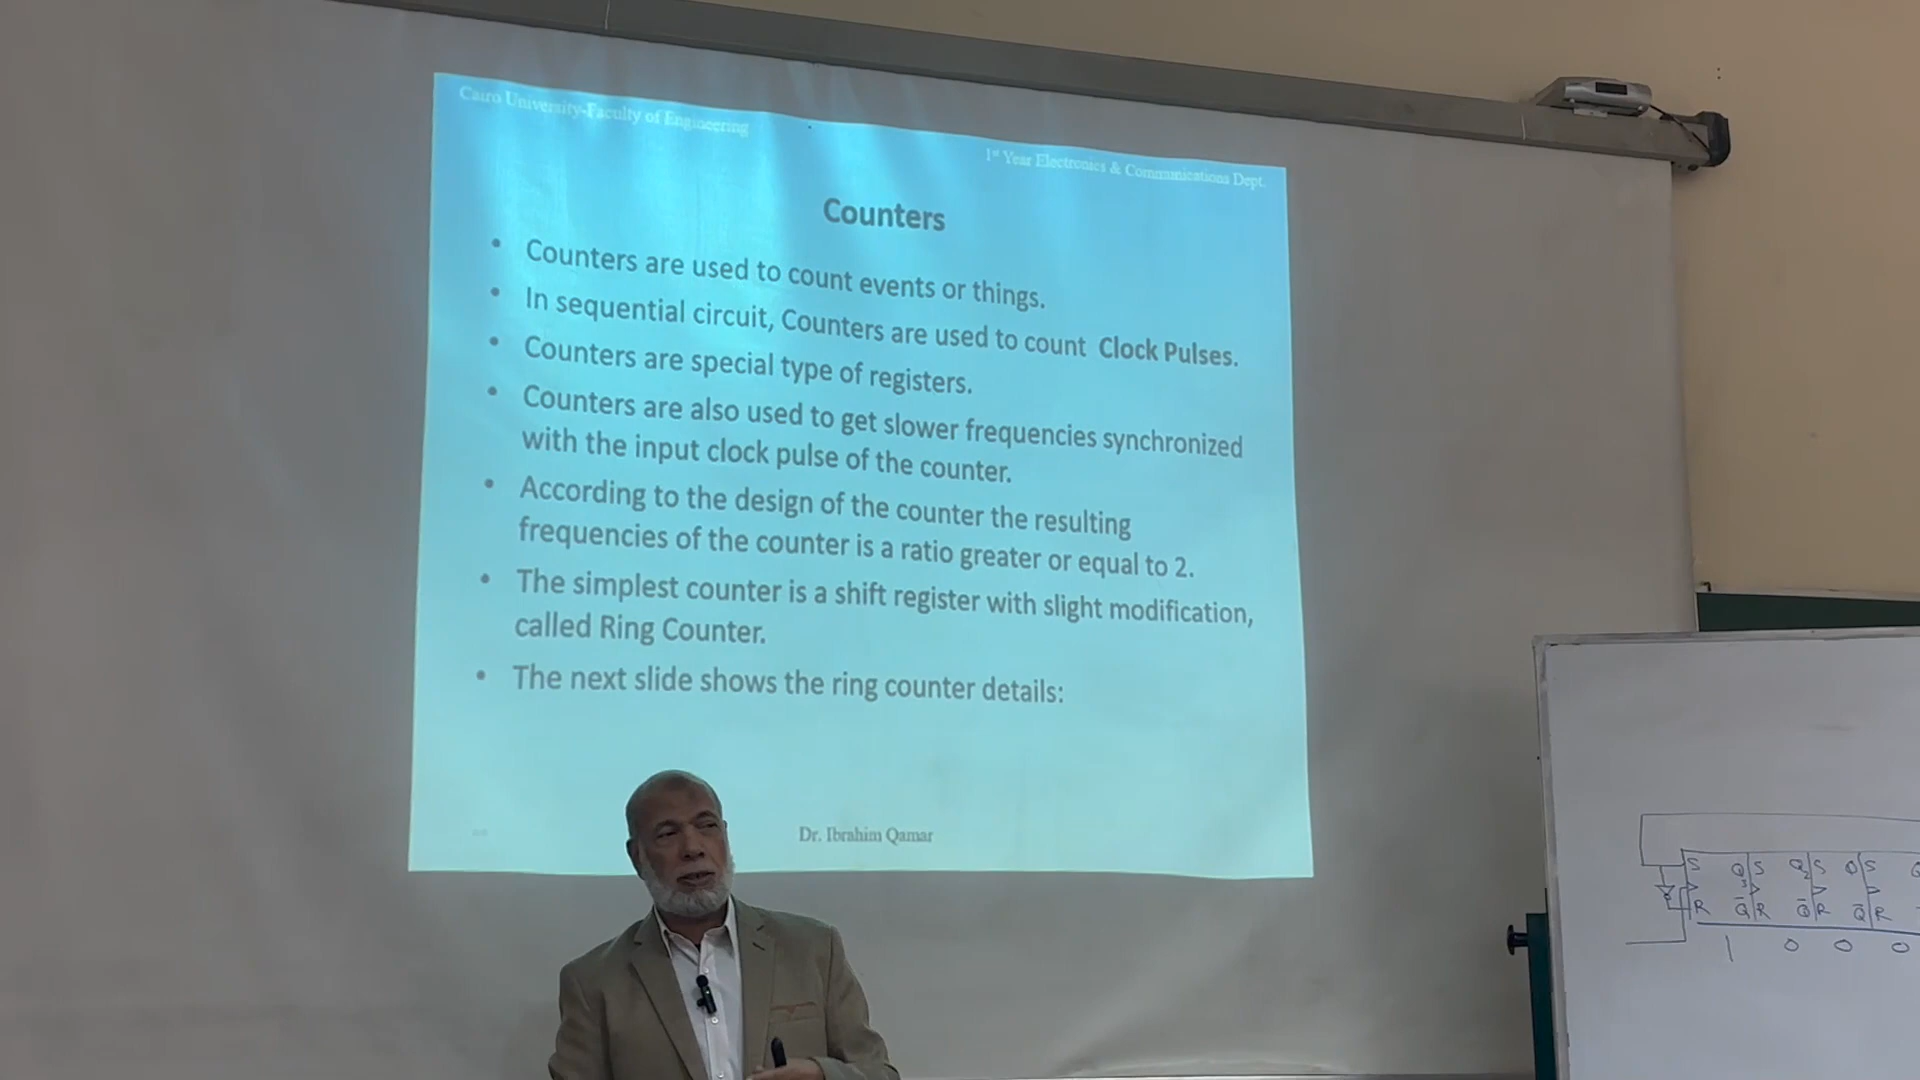 Cairo University-Faculty of Engineering
1st Year Electronics & Communications Dept.
Counters
• Counters are used to count events or things.
• In sequential circuit, Counters are used to count Clock Pulses.
• Counters are special type of registers.
• Counters are also used to get slower frequencies synchronized
with the input clock pulse of the counter.
• According to the design of the counter the resulting
frequencies of the counter is a ratio greater or equal to 2.
• The simplest counter is a shift register with slight modification,
called Ring Counter.
• The next slide shows the ring counter details:
Dr. Ibrahim Qamar
S Q3 S Q2 S Q S Q
R Q̄ R Q̄ R Q̄ R
1 0 0 0